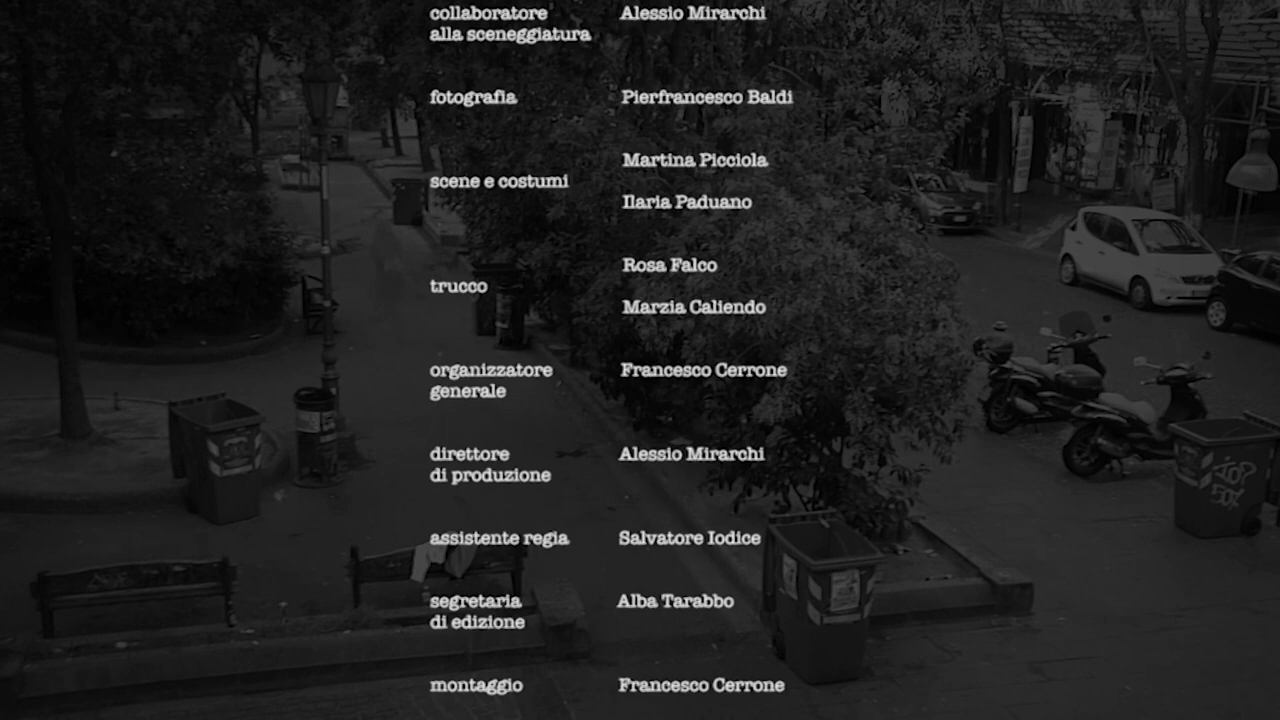 collaboratore Alessio Mirarchi
alla sceneggiatura
fotografia Pierfrancesco Baldi
Martina Picciola
scene e costumi
Ilaria Paduano
Rosa Falco
trucco
Marzia Caliendo
organizzatore Francesco Cerrone
generale
direttore Alessio Mirarchi
di produzione
assistente regia Salvatore Iodice
segretaria Alba Tarabbo
di edizione
montaggio Francesco Cerrone